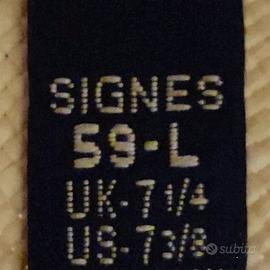 SIGNES
59-L
UK-7 1/4
US-7 3/8
subito